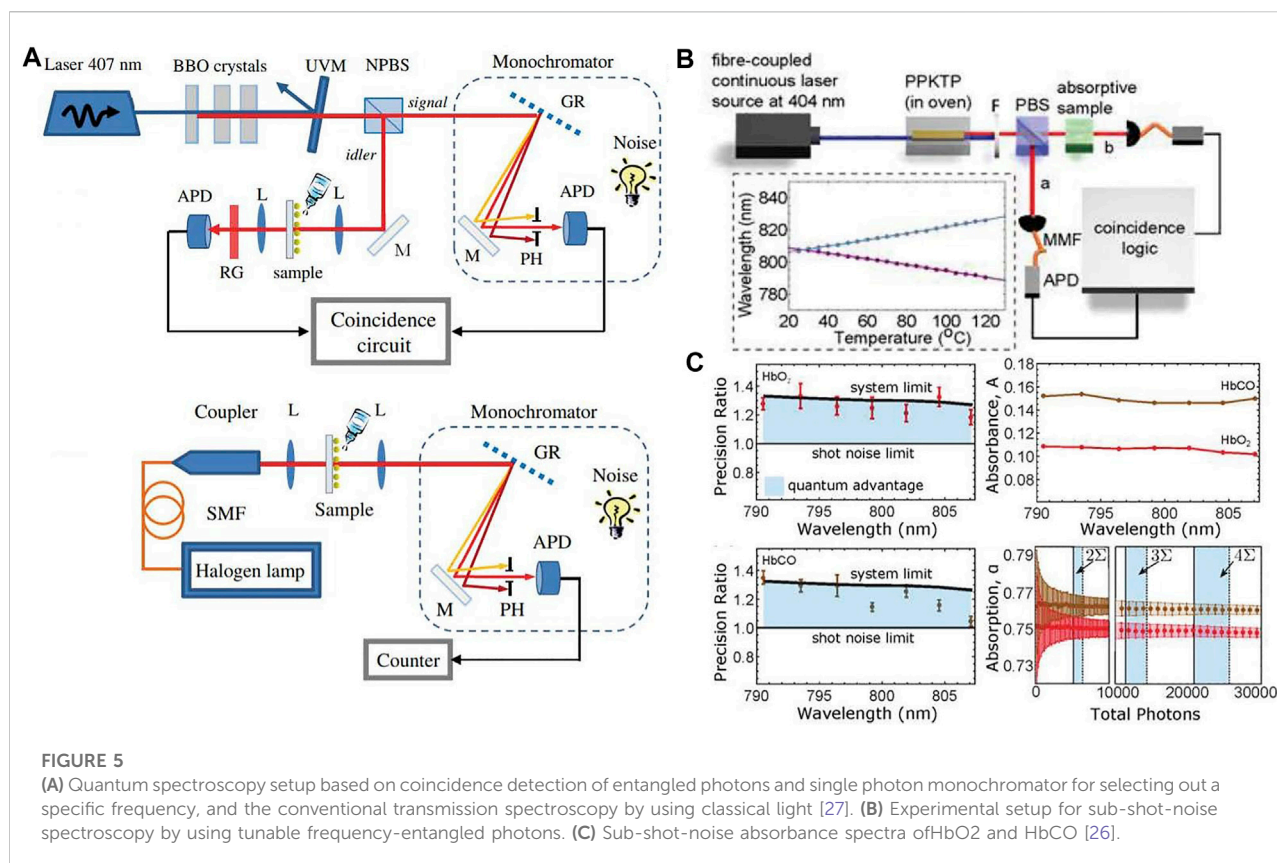 A
Laser 407 nm
BBO crystals
UVM
NPBS
signal
idler
Monochromator
GR
Noise
APD
M
PH
APD
L
L
RG
sample
M
Coincidence
circuit
Coupler
L
L
Sample
SMF
Halogen lamp
Monochromator
GR
Noise
APD
M
PH
Counter
B
fibre-coupled
continuous laser
source at 404 nm
PPKTP
(in oven)
F
PBS
absorptive
sample
b
a
MMF
APD
coincidence
logic
Wavelength (nm)
840
820
800
780
20 40 60 80 100 120
Temperature (°C)
C
Precision Ratio
1.4
1.2
1.0
0.8
HbO₂
system limit
shot noise limit
quantum advantage
790 795 800 805
Wavelength (nm)
Absorbance, A
0.18
0.16
0.14
0.12
0.10
0.08
HbCO
HbO₂
790 795 800 805
Wavelength (nm)
Precision Ratio
1.4
1.2
1.0
0.8
HbCO
system limit
shot noise limit
790 795 800 805
Wavelength (nm)
Absorption, α
0.79
0.77
0.75
0.73
2Σ
3Σ
4Σ
0 10000 20000 30000
Total Photons
FIGURE 5
(A) Quantum spectroscopy setup based on coincidence detection of entangled photons and single photon monochromator for selecting out a
specific frequency, and the conventional transmission spectroscopy by using classical light [27]. (B) Experimental setup for sub-shot-noise
spectroscopy by using tunable frequency-entangled photons. (C) Sub-shot-noise absorbance spectra ofHbO2 and HbCO [26].